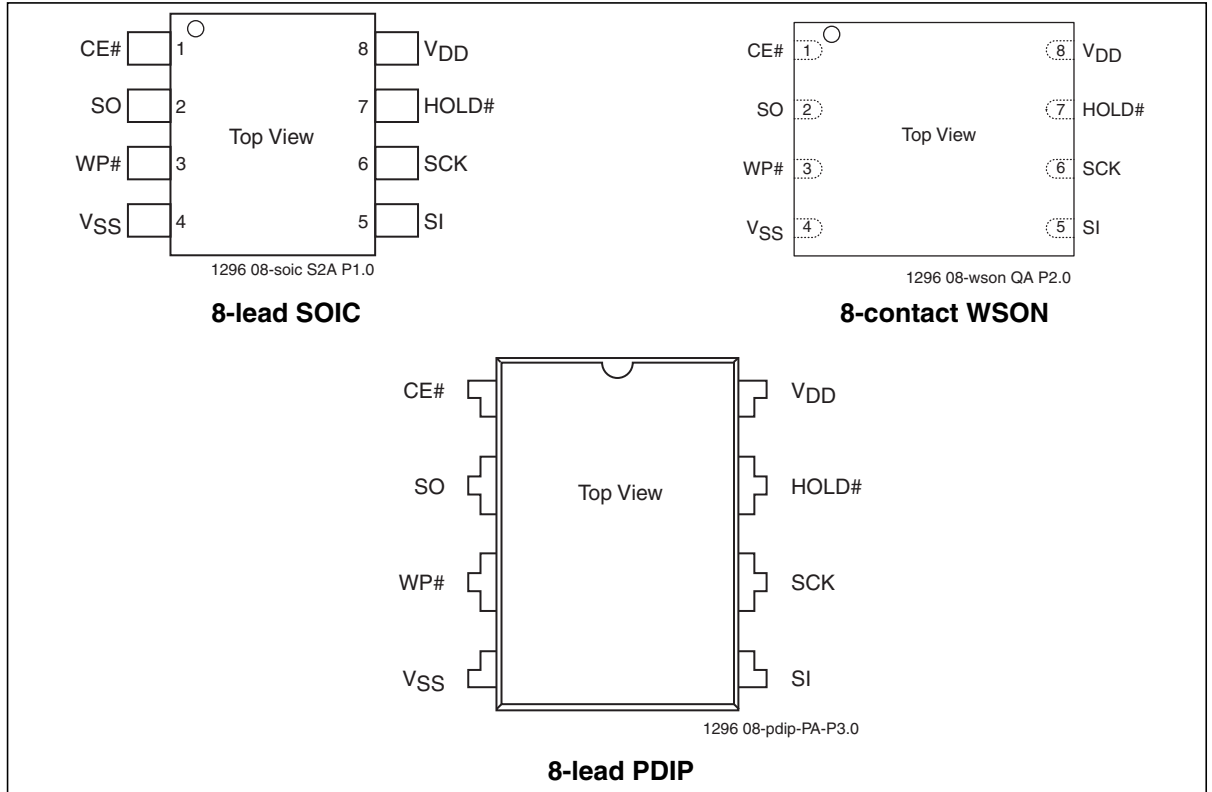 CE# 1 8 VDD
SO 2 7 HOLD#
Top View
WP# 3 6 SCK
VSS 4 5 SI
1296 08-soic S2A P1.0
8-lead SOIC
CE# 1 8 VDD
SO 2 7 HOLD#
Top View
WP# 3 6 SCK
VSS 4 5 SI
1296 08-wson QA P2.0
8-contact WSON
CE# VDD
SO Top View HOLD#
WP# SCK
VSS SI
1296 08-pdip-PA-P3.0
8-lead PDIP